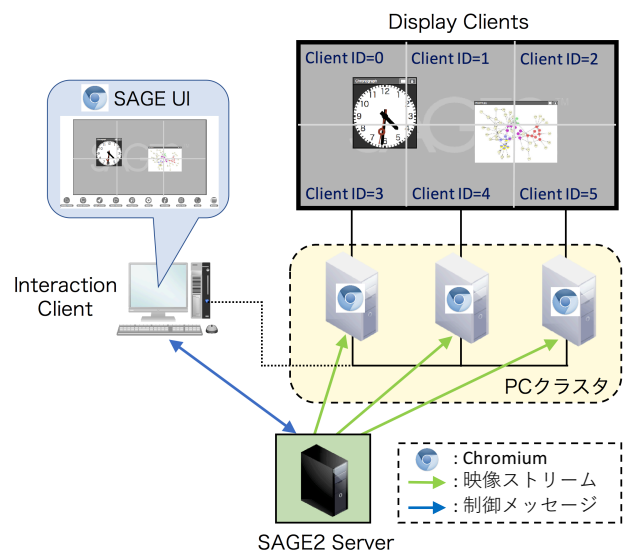 Display Clients
Client ID=0
Client ID=1
Client ID=2
Chronograph
SAGE
Client ID=3
Client ID=4
Client ID=5
SAGE UI
Interaction
Client
PCクラスタ
SAGE2 Server
: Chromium
: 映像ストリーム
: 制御メッセージ